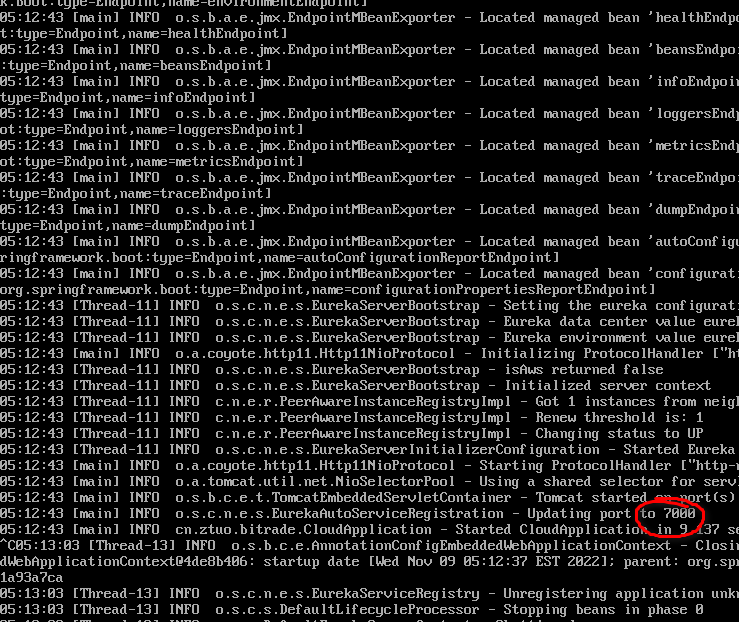 k.boot:type=Endpoint,name=environmentEndpoint]
05:12:43 [main] INFO  o.s.b.a.e.jmx.EndpointMBeanExporter - Located managed bean 'healthEndpo
t:type=Endpoint,name=healthEndpoint]
05:12:43 [main] INFO  o.s.b.a.e.jmx.EndpointMBeanExporter - Located managed bean 'beansEndpoi
:type=Endpoint,name=beansEndpoint]
05:12:43 [main] INFO  o.s.b.a.e.jmx.EndpointMBeanExporter - Located managed bean 'infoEndpoin
type=Endpoint,name=infoEndpoint]
05:12:43 [main] INFO  o.s.b.a.e.jmx.EndpointMBeanExporter - Located managed bean 'loggersEndp
ot:type=Endpoint,name=loggersEndpoint]
05:12:43 [main] INFO  o.s.b.a.e.jmx.EndpointMBeanExporter - Located managed bean 'metricsEndp
ot:type=Endpoint,name=metricsEndpoint]
05:12:43 [main] INFO  o.s.b.a.e.jmx.EndpointMBeanExporter - Located managed bean 'traceEndpoi
:type=Endpoint,name=traceEndpoint]
05:12:43 [main] INFO  o.s.b.a.e.jmx.EndpointMBeanExporter - Located managed bean 'dumpEndpoin
type=Endpoint,name=dumpEndpoint]
05:12:43 [main] INFO  o.s.b.a.e.jmx.EndpointMBeanExporter - Located managed bean 'autoConfigu
ringframework.boot:type=Endpoint,name=autoConfigurationReportEndpoint]
05:12:43 [main] INFO  o.s.b.a.e.jmx.EndpointMBeanExporter - Located managed bean 'configurati
org.springframework.boot:type=Endpoint,name=configurationPropertiesReportEndpoint]
05:12:43 [Thread-11] INFO  o.s.c.n.e.s.EurekaServerBootstrap - Setting the eureka configurati
05:12:43 [Thread-11] INFO  o.s.c.n.e.s.EurekaServerBootstrap - Eureka data center value eurek
05:12:43 [Thread-11] INFO  o.s.c.n.e.s.EurekaServerBootstrap - Eureka environment value eurek
05:12:43 [main] INFO  o.a.coyote.http11.Http11NioProtocol - Initializing ProtocolHandler ["ht
05:12:43 [Thread-11] INFO  o.s.c.n.e.s.EurekaServerBootstrap - isAws returned false
05:12:43 [Thread-11] INFO  o.s.c.n.e.s.EurekaServerBootstrap - Initialized server context
05:12:43 [Thread-11] INFO  c.n.e.r.PeerAwareInstanceRegistryImpl - Got 1 instances from neigh
05:12:43 [Thread-11] INFO  c.n.e.r.PeerAwareInstanceRegistryImpl - Renew threshold is: 1
05:12:43 [Thread-11] INFO  c.n.e.r.PeerAwareInstanceRegistryImpl - Changing status to UP
05:12:43 [Thread-11] INFO  o.s.c.n.e.s.EurekaServerInitializerConfiguration - Started Eureka
05:12:43 [main] INFO  o.a.coyote.http11.Http11NioProtocol - Starting ProtocolHandler ["http-n
05:12:43 [main] INFO  o.a.tomcat.util.net.NioSelectorPool - Using a shared selector for servl
05:12:43 [main] INFO  o.s.b.c.e.t.TomcatEmbeddedServletContainer - Tomcat started on port(s)
05:12:43 [main] INFO  o.s.c.n.e.s.EurekaAutoServiceRegistration - Updating port to 7000
05:12:43 [main] INFO  cn.ztuo.bitrade.CloudApplication - Started CloudApplication in 9.137 se
^C05:13:03 [Thread-13] INFO  o.s.b.c.e.AnnotationConfigEmbeddedWebApplicationContext - Closin
dWebApplicationContext@4de8b406: startup date [Wed Nov 09 05:12:37 EST 2022]; parent: org.spr
1a93a7ca
05:13:03 [Thread-13] INFO  o.s.c.n.e.s.EurekaServiceRegistry - Unregistering application unkn
05:13:03 [Thread-13] INFO  o.s.c.s.DefaultLifecycleProcessor - Stopping beans in phase 0